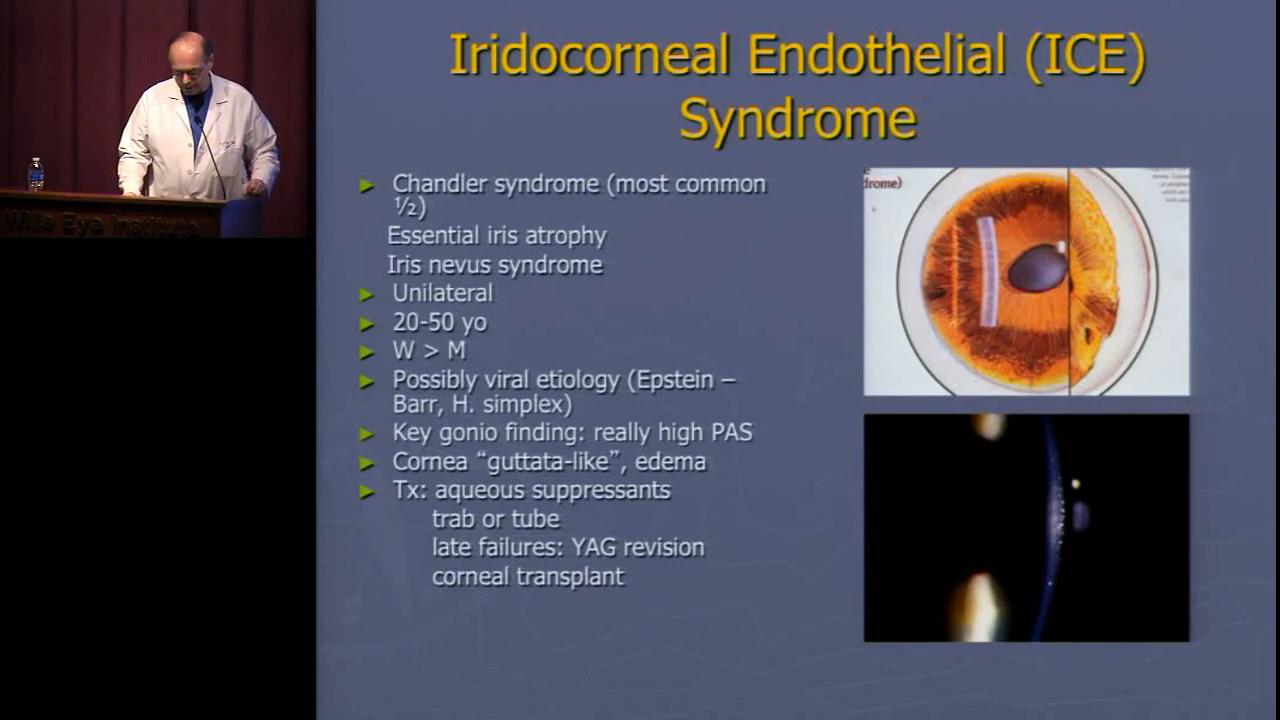 Iridocorneal Endothelial (ICE)
Syndrome
Chandler syndrome (most common
½)
Essential iris atrophy
Iris nevus syndrome
Unilateral
20-50 yo
W > M
Possibly viral etiology (Epstein –
Barr, H. simplex)
Key gonio finding: really high PAS
Cornea “guttata-like”, edema
Tx: aqueous suppressants
trab or tube
late failures: YAG revision
corneal transplant
drome)
Wills Eye Institute